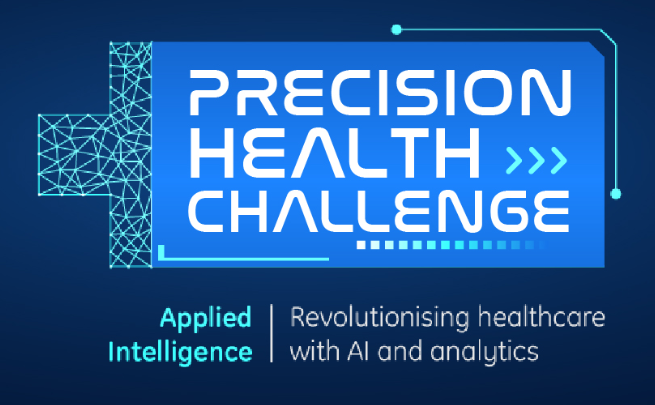 PRECISION
HEALTH >>>
CHALLENGE
Applied
Intelligence
Revolutionising healthcare
with AI and analytics